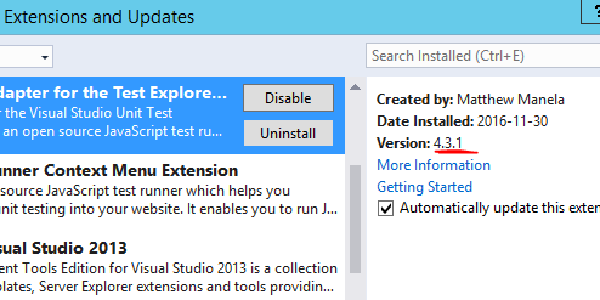 Extensions and Updates
Search Installed (Ctrl+E)
dapter for the Test Explore...
r the Visual Studio Unit Test
an open source JavaScript test ru...
Disable
Uninstall
unner Context Menu Extension
source JavaScript test runner which helps you
unit testing into your website. It enables you to run J...
sual Studio 2013
ent Tools Edition for Visual Studio 2013 is a collection
plates, Server Explorer extensions and tools providin...
Created by: Matthew Manela
Date Installed: 2016-11-30
Version: 4.3.1
More Information
Getting Started
Automatically update this exten